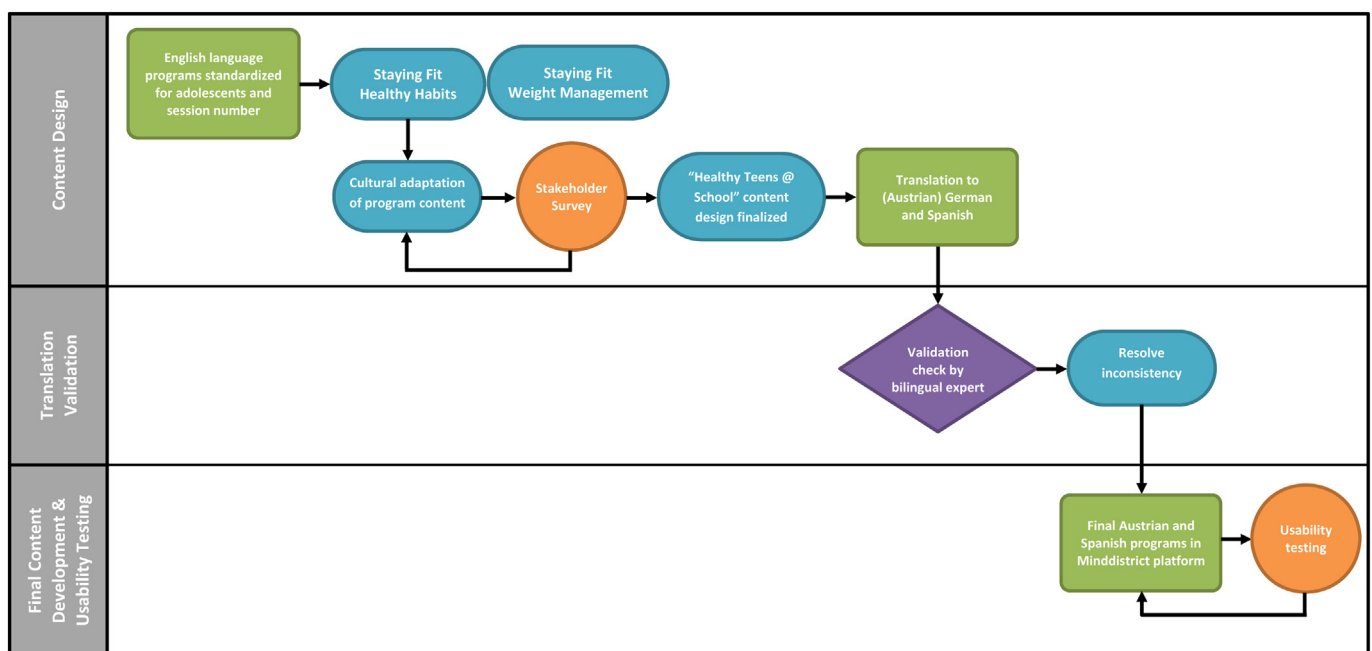 Content Design
English language
programs standardized
for adolescents and
session number
Staying Fit
Healthy Habits
Staying Fit
Weight Management
Cultural adaptation
of program content
Stakeholder
Survey
“Healthy Teens @
School” content
design finalized
Translation to
(Austrian) German
and Spanish
Translation
Validation
Validation
check by
bilingual expert
Resolve
inconsistency
Final Content
Development &
Usability Testing
Final Austrian and
Spanish programs in
Minddistrict platform
Usability
testing